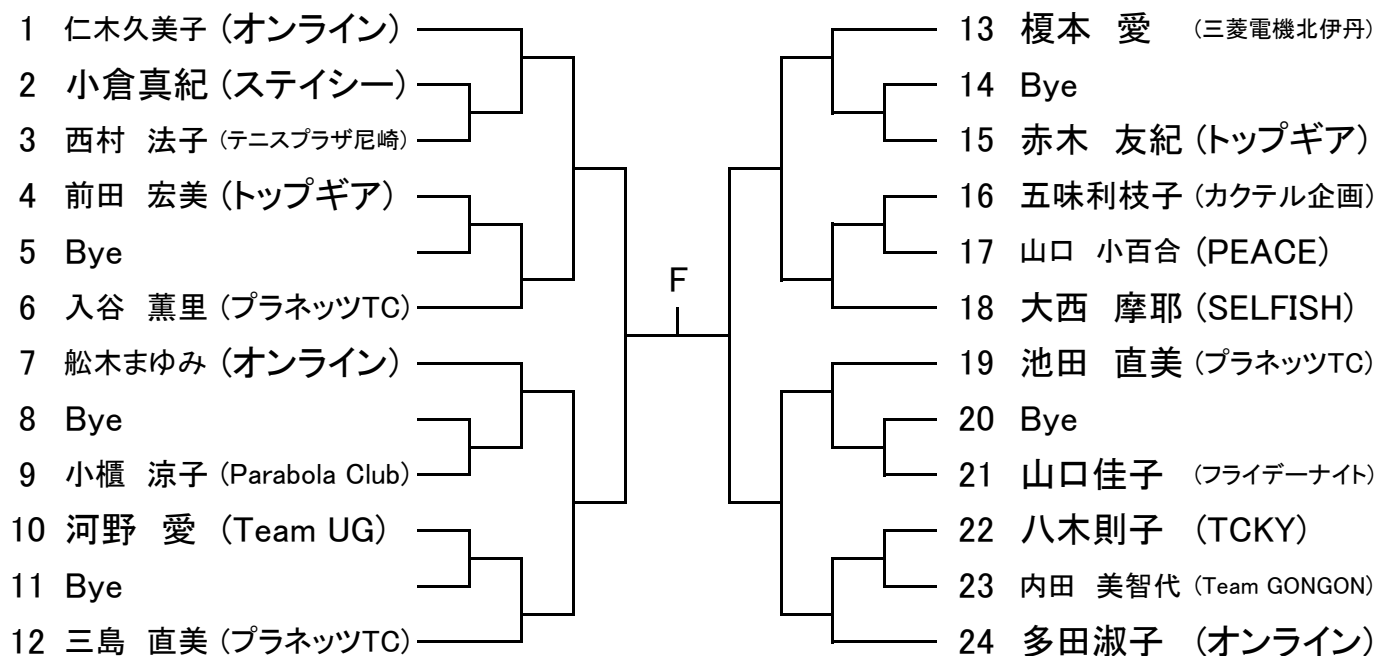 1 仁木久美子 (オンライン)
2 小倉真紀 (ステイシー)
3 西村 法子 (テニスプラザ尼崎)
4 前田 宏美 (トップギア)
5 Bye
6 入谷 薫里 (プラネッツTC)
7 舩木まゆみ (オンライン)
8 Bye
9 小櫃 涼子 (Parabola Club)
10 河野 愛 (Team UG)
11 Bye
12 三島 直美 (プラネッツTC)
F
13 榎本 愛 (三菱電機北伊丹)
14 Bye
15 赤木 友紀 (トップギア)
16 五味利枝子 (カクテル企画)
17 山口 小百合 (PEACE)
18 大西 摩耶 (SELFISH)
19 池田 直美 (プラネッツTC)
20 Bye
21 山口佳子 (フライデーナイト)
22 八木則子 (TCKY)
23 内田 美智代 (Team GONGON)
24 多田淑子 (オンライン)